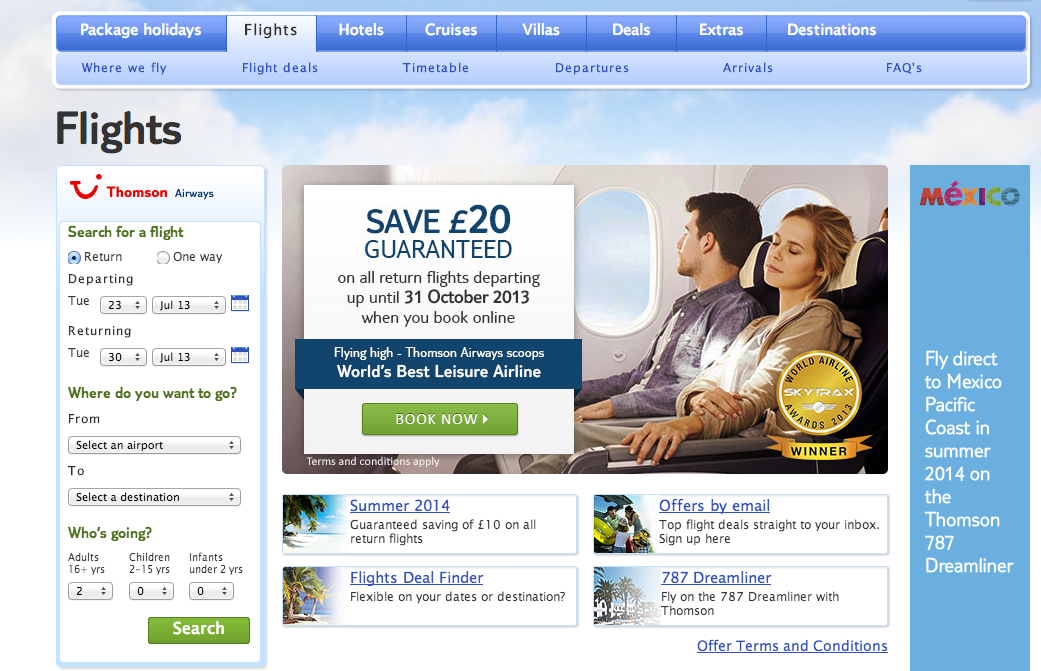 Package holidays
Flights
Hotels
Cruises
Villas
Deals
Extras
Destinations
Where we fly
Flight deals
Timetable
Departures
Arrivals
FAQ's
Flights
Thomson Airways
Search for a flight
Return
One way
Departing
Tue 23 Jul 13
Returning
Tue 30 Jul 13
Where do you want to go?
From
Select an airport
To
Select a destination
Who's going?
Adults
16+ yrs
Children
2-15 yrs
Infants
under 2 yrs
2
0
0
Search
SAVE £20
GUARANTEED
on all return flights departing
up until 31 October 2013
when you book online
Flying high - Thomson Airways scoops
World's Best Leisure Airline
BOOK NOW
Terms and conditions apply
WORLD AIRLINE
SKYTRAX
AWARDS 2013
WINNER
Summer 2014
Guaranteed saving of £10 on all
return flights
Offers by email
Top flight deals straight to your inbox.
Sign up here
Flights Deal Finder
Flexible on your dates or destination?
787 Dreamliner
Fly on the 787 Dreamliner with
Thomson
Offer Terms and Conditions
MéXICO
Fly direct
to Mexico
Pacific
Coast in
summer
2014 on
the
Thomson
787
Dreamliner